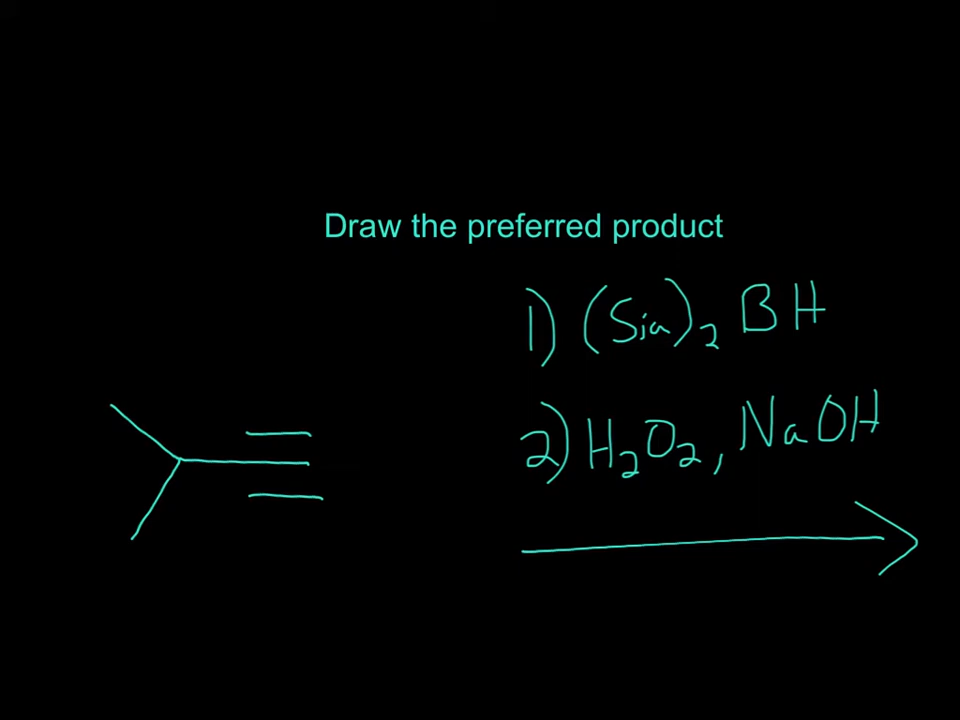 Draw the preferred product
1) (Sia)₂ BH
2) H₂O₂, NaOH